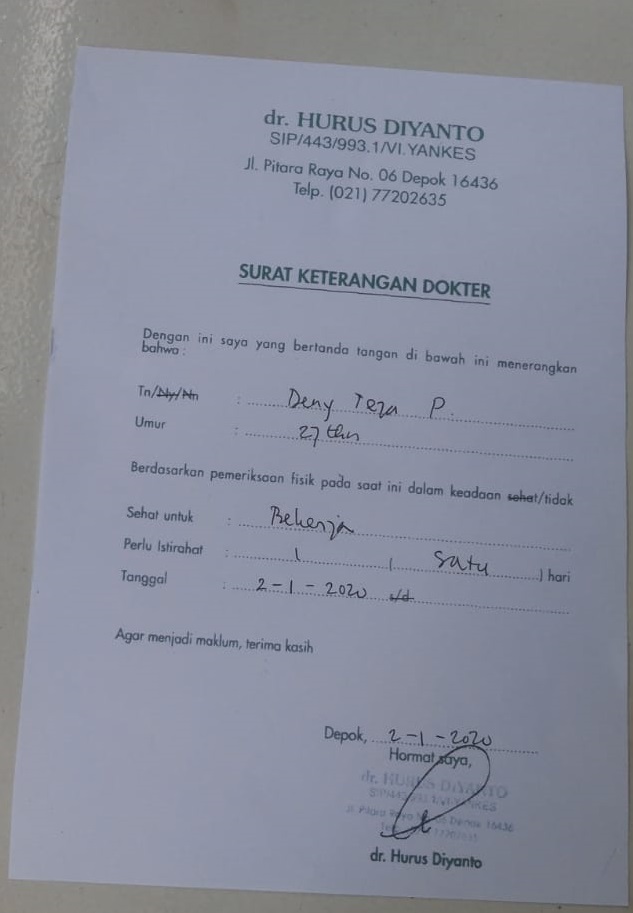 dr. HURUS DIYANTO
SIP/443/993.1/VI.YANKES
Jl. Pitara Raya No. 06 Depok 16436
Telp. (021) 77202635
SURAT KETERANGAN DOKTER
Dengan ini saya yang bertanda tangan di bawah ini menerangkan
bahwa :
Tn/Ny/Nn : Deny Teza P.
Umur : 27 thn
Berdasarkan pemeriksaan fisik pada saat ini dalam keadaan sehat/tidak
Sehat untuk : Bekerja
Perlu Istirahat : 1 ( Satu ) hari
Tanggal : 2-1-2020 s/d
Agar menjadi maklum, terima kasih
Depok, 2-1-2020
Hormat saya,
dr. HURUS DIYANTO
SIP/443/993.1/VI.YANKES
Jl. Pitara Raya No. 06 Depok 16436
dr. Hurus Diyanto